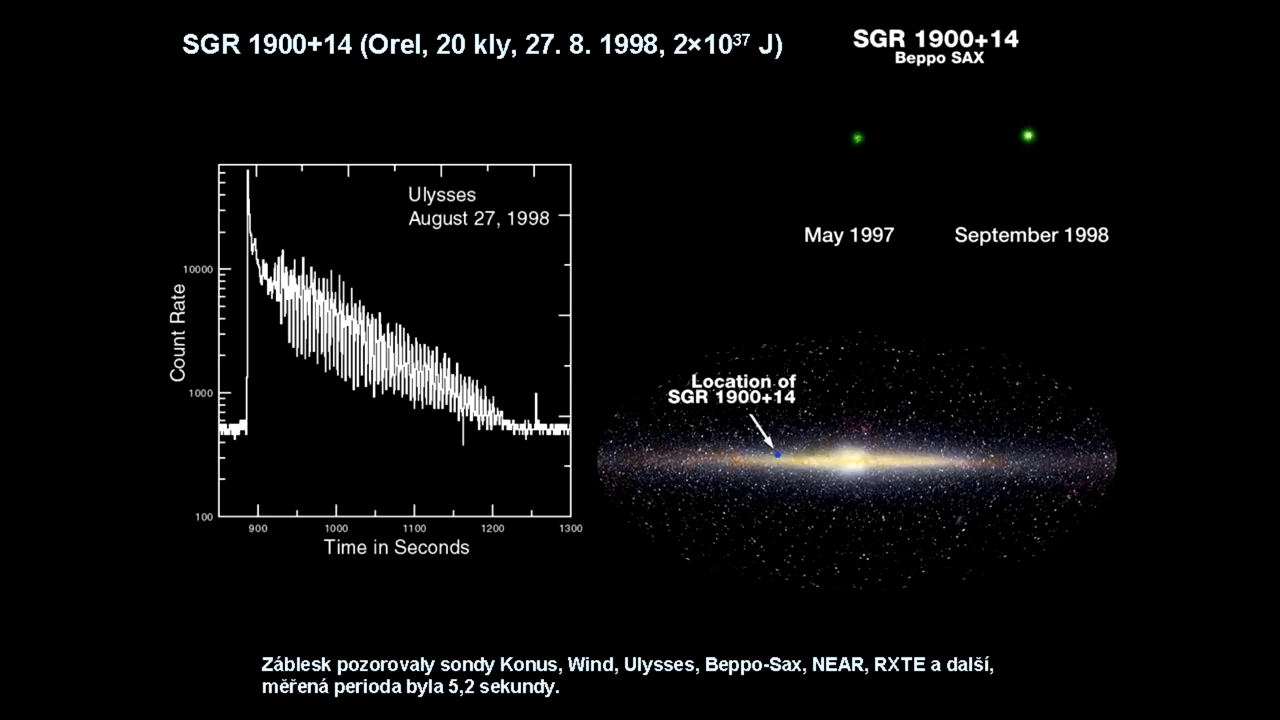 SGR 1900+14 (Orel, 20 kly, 27. 8. 1998, 2×10³⁷ J)
SGR 1900+14
Beppo SAX
May 1997
September 1998
Ulysses
August 27, 1998
Count Rate
10000
1000
100
900
1000
1100
1200
1300
Time in Seconds
Location of
SGR 1900+14
Záblesk pozorovaly sondy Konus, Wind, Ulysses, Beppo-Sax, NEAR, RXTE a další,
měřená perioda byla 5,2 sekundy.